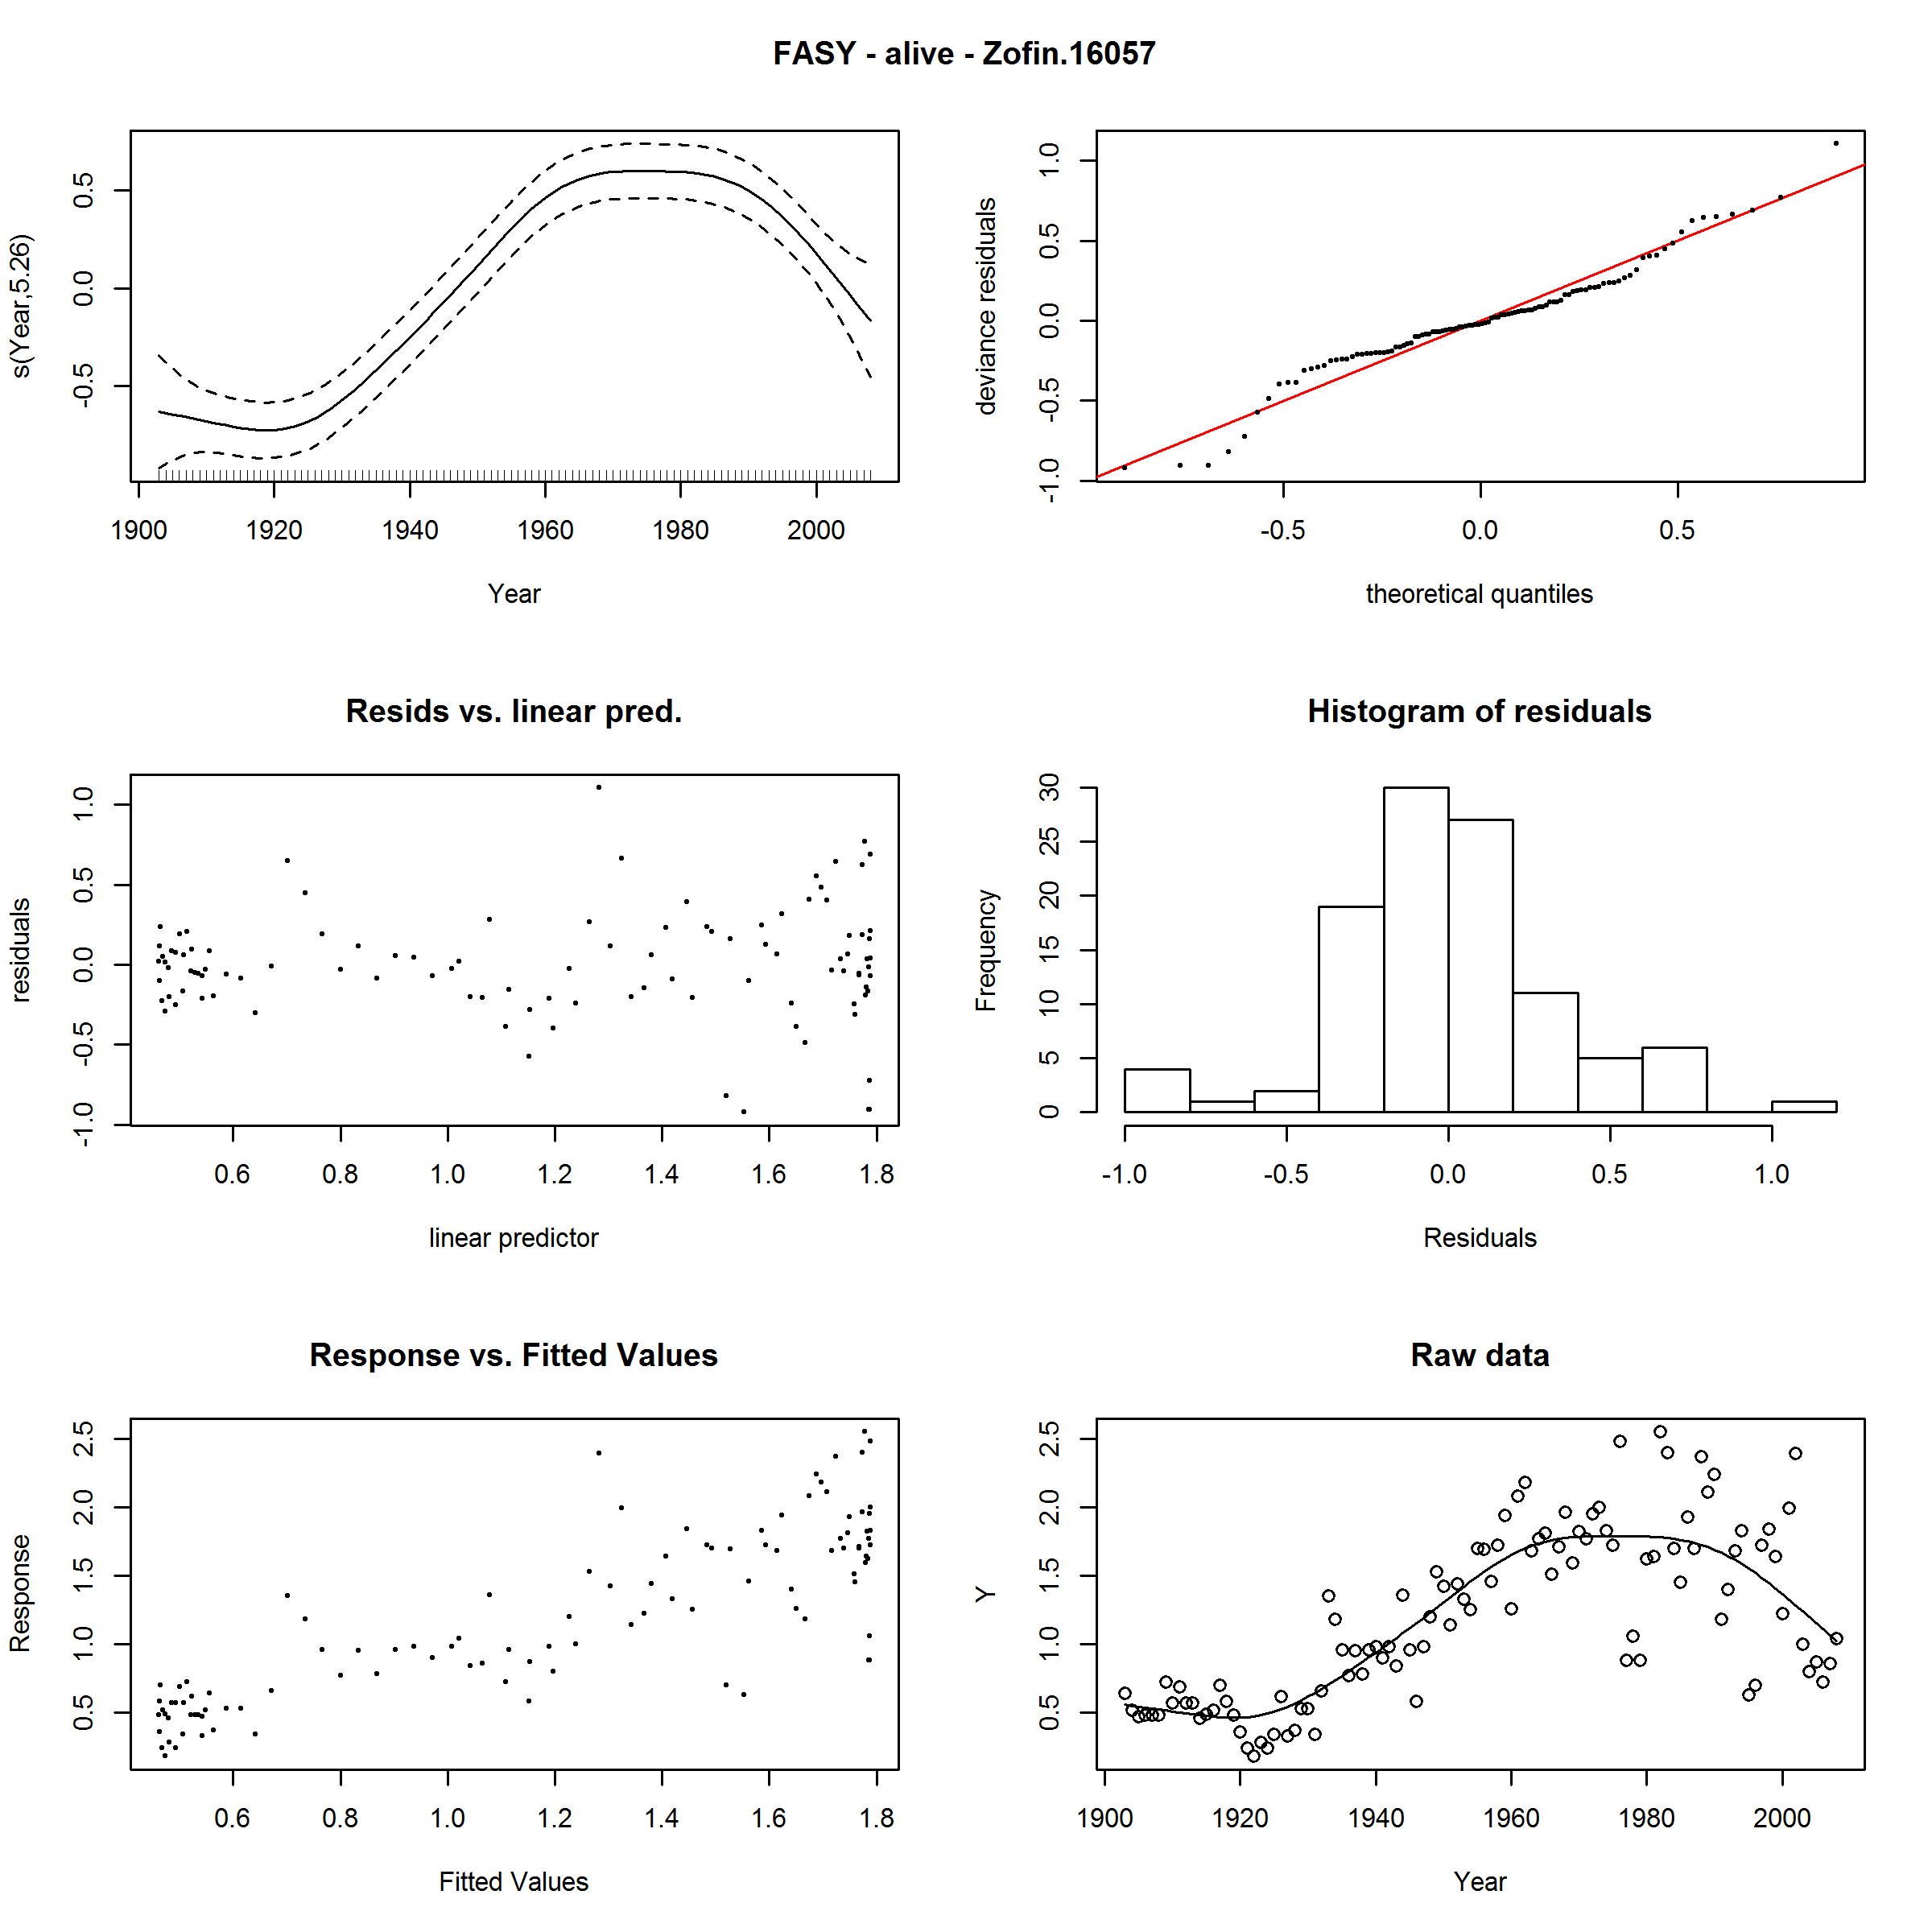 FASY - alive - Zofin.16057
s(Year,5.26)
0.5
0.0
-0.5
1900 1920 1940 1960 1980 2000
Year
deviance residuals
1.0
0.5
0.0
-0.5
-1.0
-0.5 0.0 0.5
theoretical quantiles
Resids vs. linear pred.
residuals
1.0
0.5
0.0
-0.5
-1.0
0.6 0.8 1.0 1.2 1.4 1.6 1.8
linear predictor
Histogram of residuals
Frequency
30
25
20
15
10
5
0
-1.0 -0.5 0.0 0.5 1.0
Residuals
Response vs. Fitted Values
Response
2.5
2.0
1.5
1.0
0.5
0.6 0.8 1.0 1.2 1.4 1.6 1.8
Fitted Values
Raw data
Y
2.5
2.0
1.5
1.0
0.5
1900 1920 1940 1960 1980 2000
Year